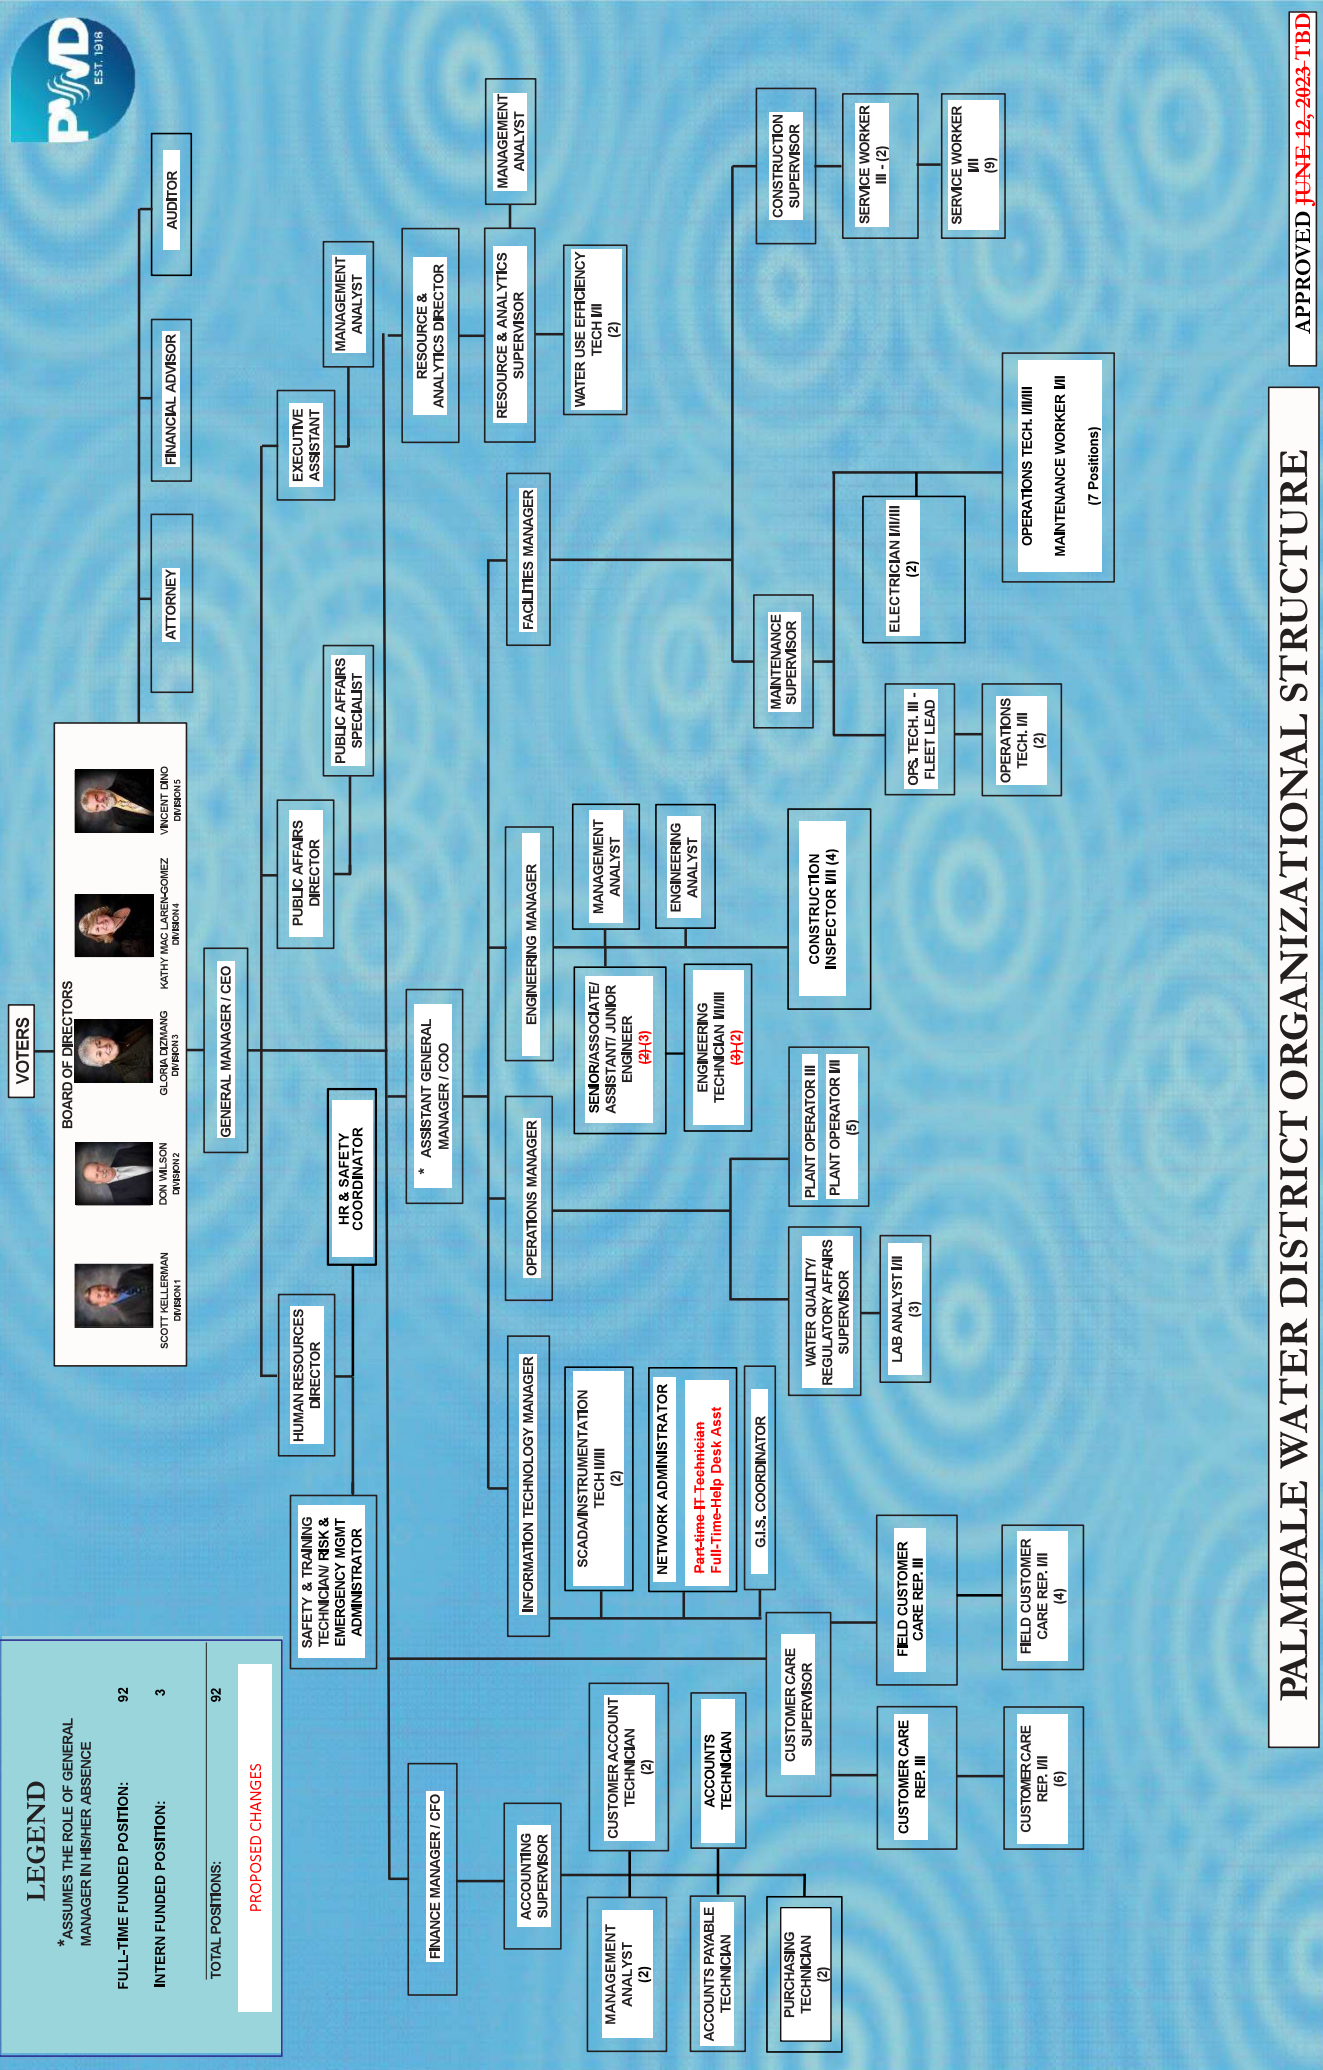 LEGEND
*ASSUMES THE ROLE OF GENERAL
MANAGER IN HIS/HER ABSENCE
FULL-TIME FUNDED POSITION: 92
INTERN FUNDED POSITION: 3
TOTAL POSITIONS: 92
PROPOSED CHANGES
VOTERS
PWD
EST. 1918
BOARD OF DIRECTORS
SCOTT KELLERMAN
DIVISION 1
DON WILSON
DIVISION 2
GLORIA DIZMANG
DIVISION 3
KATHY MAC LAREN-GOMEZ
DIVISION 4
VINCENT DINO
DIVISION 5
ATTORNEY
FINANCIAL ADVISOR
AUDITOR
GENERAL MANAGER / CEO
HUMAN RESOURCES
DIRECTOR
PUBLIC AFFAIRS
DIRECTOR
EXECUTIVE
ASSISTANT
SAFETY & TRAINING
TECHNICIAN/ RISK &
EMERGENCY MGMT
ADMINISTRATOR
HR & SAFETY
COORDINATOR
PUBLIC AFFAIRS
SPECIALIST
MANAGEMENT
ANALYST
FINANCE MANAGER / CFO
* ASSISTANT GENERAL
MANAGER / COO
RESOURCE &
ANALYTICS DIRECTOR
ACCOUNTING
SUPERVISOR
INFORMATION TECHNOLOGY MANAGER
OPERATIONS MANAGER
ENGINEERING MANAGER
FACILITIES MANAGER
RESOURCE & ANALYTICS
SUPERVISOR
MANAGEMENT
ANALYST
MANAGEMENT
ANALYST
(2)
CUSTOMER ACCOUNT
TECHNICIAN
(2)
SCADA/INSTRUMENTATION
TECH II/III
(2)
SENIOR/ASSOCIATE/
ASSISTANT/ JUNIOR
ENGINEER
(2) (3)
MANAGEMENT
ANALYST
WATER USE EFFICIENCY
TECH I/II
(2)
ACCOUNTS PAYABLE
TECHNICIAN
ACCOUNTS
TECHNICIAN
NETWORK ADMINISTRATOR
Part-time IT Technician
Full-Time-Help Desk Asst
ENGINEERING
TECHNICIAN I/II/III
(3) (2)
ENGINEERING
ANALYST
PURCHASING
TECHNICIAN
(2)
CUSTOMER CARE
SUPERVISOR
G.I.S. COORDINATOR
WATER QUALITY/
REGULATORY AFFAIRS
SUPERVISOR
PLANT OPERATOR III
PLANT OPERATOR I/II
(5)
CONSTRUCTION
INSPECTOR I/II (4)
MAINTENANCE
SUPERVISOR
CONSTRUCTION
SUPERVISOR
CUSTOMER CARE
REP. III
FIELD CUSTOMER
CARE REP. III
LAB ANALYST I/II
(3)
OPS. TECH. III -
FLEET LEAD
ELECTRICIAN I/II/III
(2)
SERVICE WORKER
III - (2)
CUSTOMER CARE
REP. I/II
(6)
FIELD CUSTOMER
CARE REP. I/II
(4)
OPERATIONS
TECH. I/II
(2)
OPERATIONS TECH. I/II/III
MAINTENANCE WORKER I/II
(7 Positions)
SERVICE WORKER
I/II
(9)
PALMDALE WATER DISTRICT ORGANIZATIONAL STRUCTURE
APPROVED JUNE 12, 2023 TBD